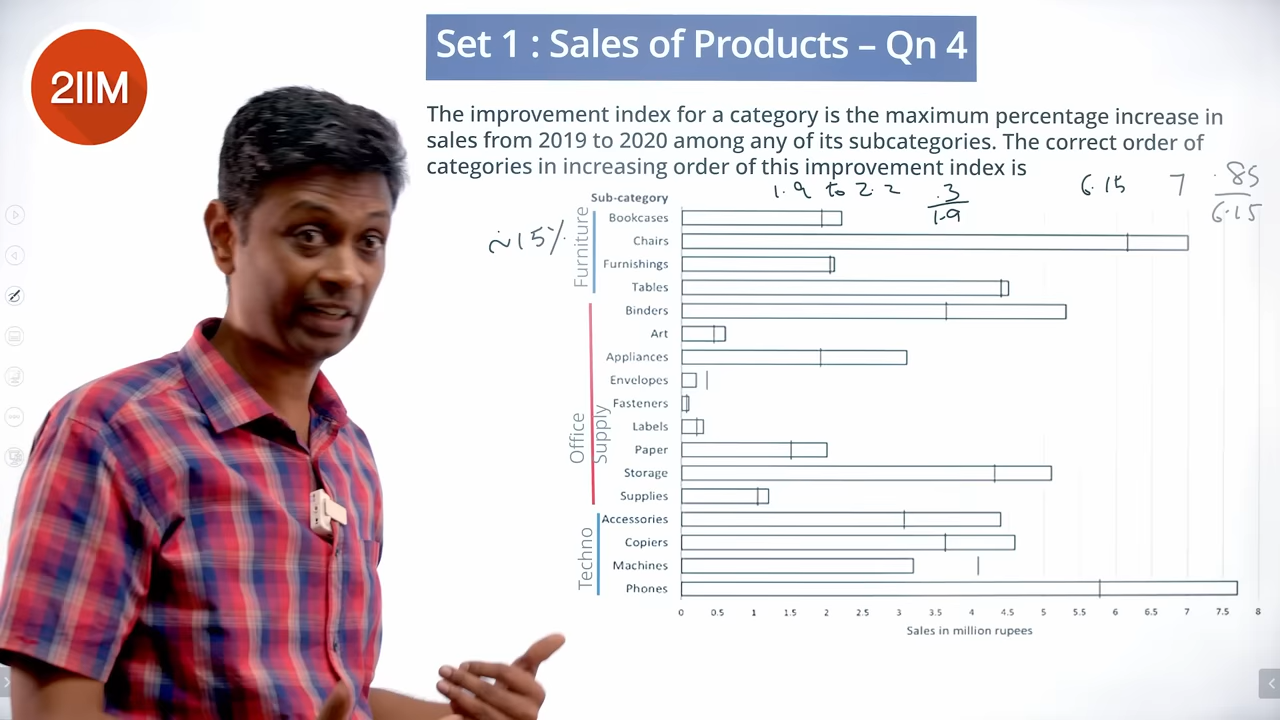 2IIM
Set 1 : Sales of Products – Qn 4
The improvement index for a category is the maximum percentage increase in
sales from 2019 to 2020 among any of its subcategories. The correct order of
categories in increasing order of this improvement index is
1.9 to 2.2
.3
1.9
6.15
7
.85
6.15
~15%
Sub-category
Furniture
Bookcases
Chairs
Furnishings
Tables
Office
Supply
Binders
Art
Appliances
Envelopes
Fasteners
Labels
Paper
Storage
Supplies
Techno
Accessories
Copiers
Machines
Phones
0 0.5 1 1.5 2 2.5 3 3.5 4 4.5 5 5.5 6 6.5 7 7.5 8
Sales in million rupees